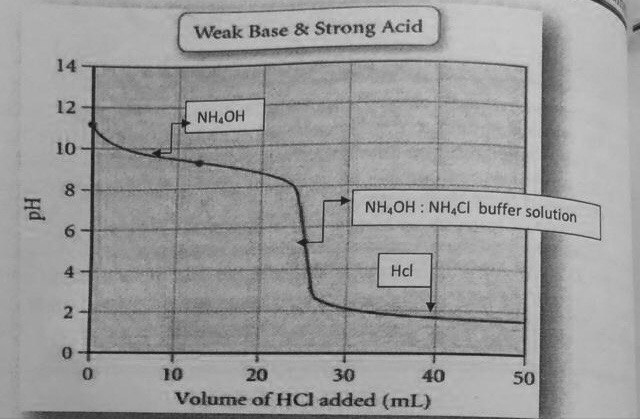 Weak Base & Strong Acid
14
12
NH₄OH
10
8
NH₄OH : NH₄Cl buffer solution
pH
6
Hcl
4
2
0
0 10 20 30 40 50
Volume of HCl added (mL)